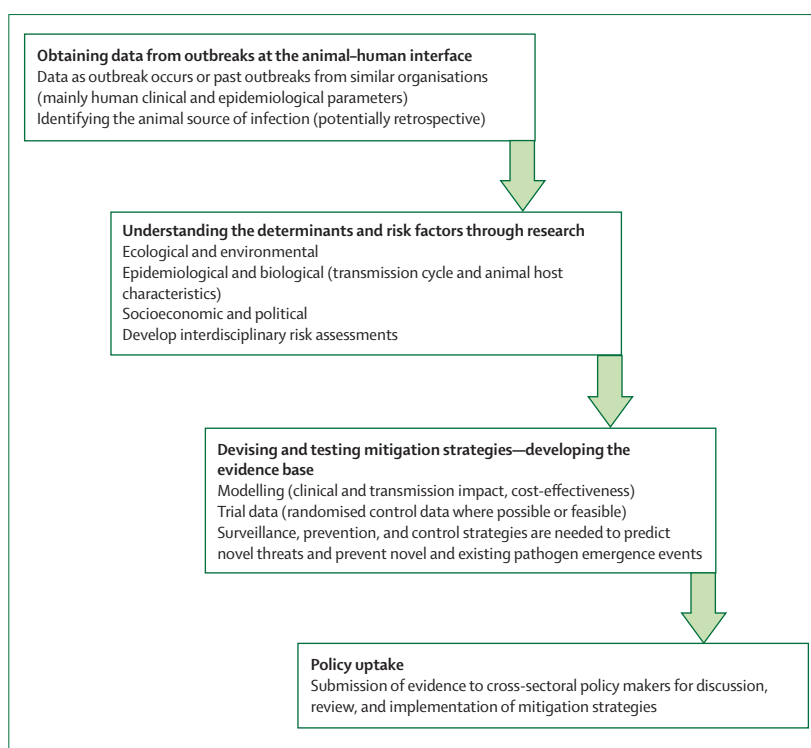 Obtaining data from outbreaks at the animal–human interface
Data as outbreak occurs or past outbreaks from similar organisations
(mainly human clinical and epidemiological parameters)
Identifying the animal source of infection (potentially retrospective)
Understanding the determinants and risk factors through research
Ecological and environmental
Epidemiological and biological (transmission cycle and animal host
characteristics)
Socioeconomic and political
Develop interdisciplinary risk assessments
Devising and testing mitigation strategies—developing the
evidence base
Modelling (clinical and transmission impact, cost-effectiveness)
Trial data (randomised control data where possible or feasible)
Surveillance, prevention, and control strategies are needed to predict
novel threats and prevent novel and existing pathogen emergence events
Policy uptake
Submission of evidence to cross-sectoral policy makers for discussion,
review, and implementation of mitigation strategies